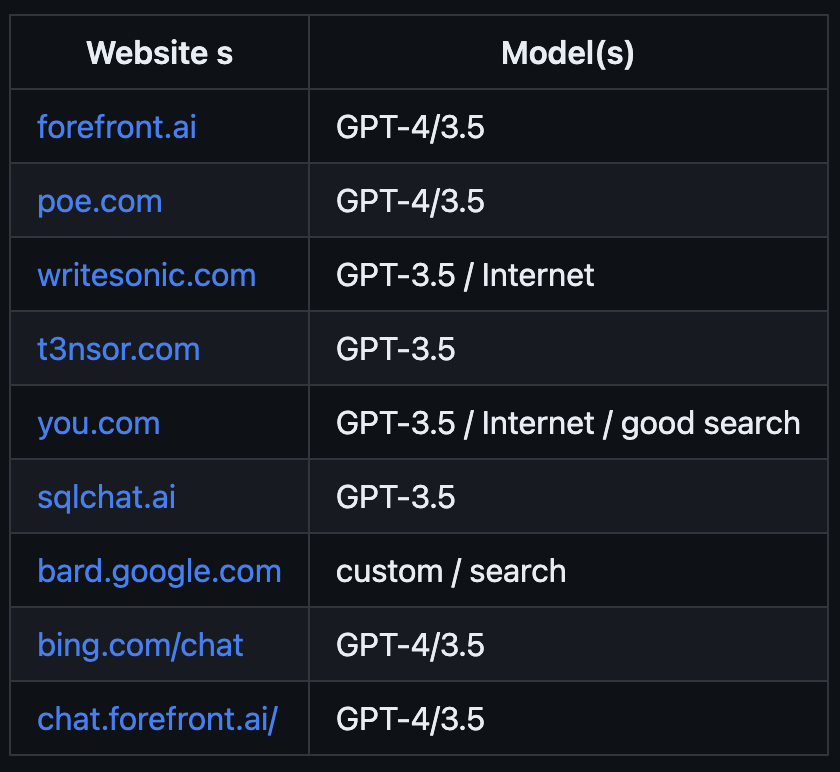 Website s Model(s)
forefront.ai GPT-4/3.5
poe.com GPT-4/3.5
writesonic.com GPT-3.5 / Internet
t3nsor.com GPT-3.5
you.com GPT-3.5 / Internet / good search
sqlchat.ai GPT-3.5
bard.google.com custom / search
bing.com/chat GPT-4/3.5
chat.forefront.ai/ GPT-4/3.5